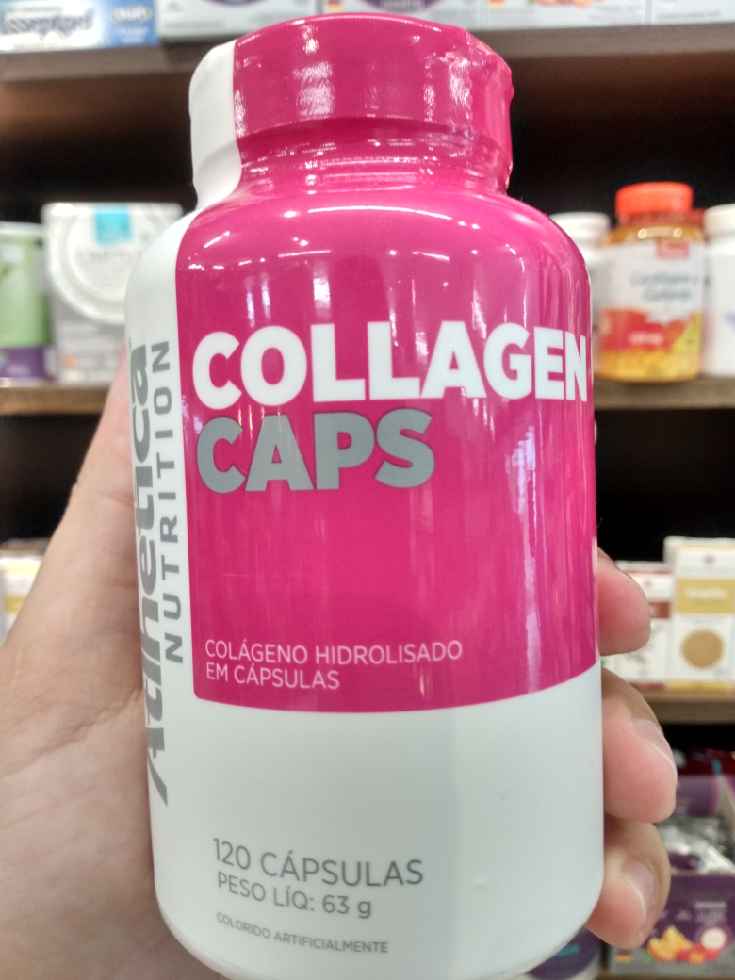 COLLAGEN
CAPS
COLÁGENO HIDROLISADO
EM CÁPSULAS
Atlhetica
NUTRITION
120 CÁPSULAS
PESO LÍQ: 63 g
COLORIDO ARTIFICIALMENTE